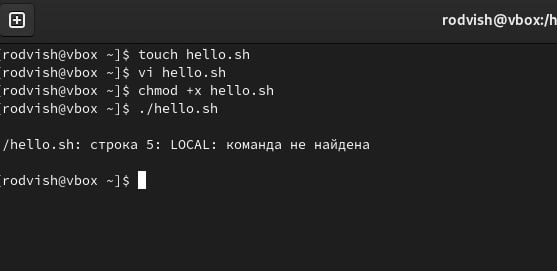 rodvish@vbox:/h
[rodvish@vbox ~]$ touch hello.sh
[rodvish@vbox ~]$ vi hello.sh
[rodvish@vbox ~]$ chmod +x hello.sh
[rodvish@vbox ~]$ ./hello.sh
/hello.sh: строка 5: LOCAL: команда не найдена
[rodvish@vbox ~]$